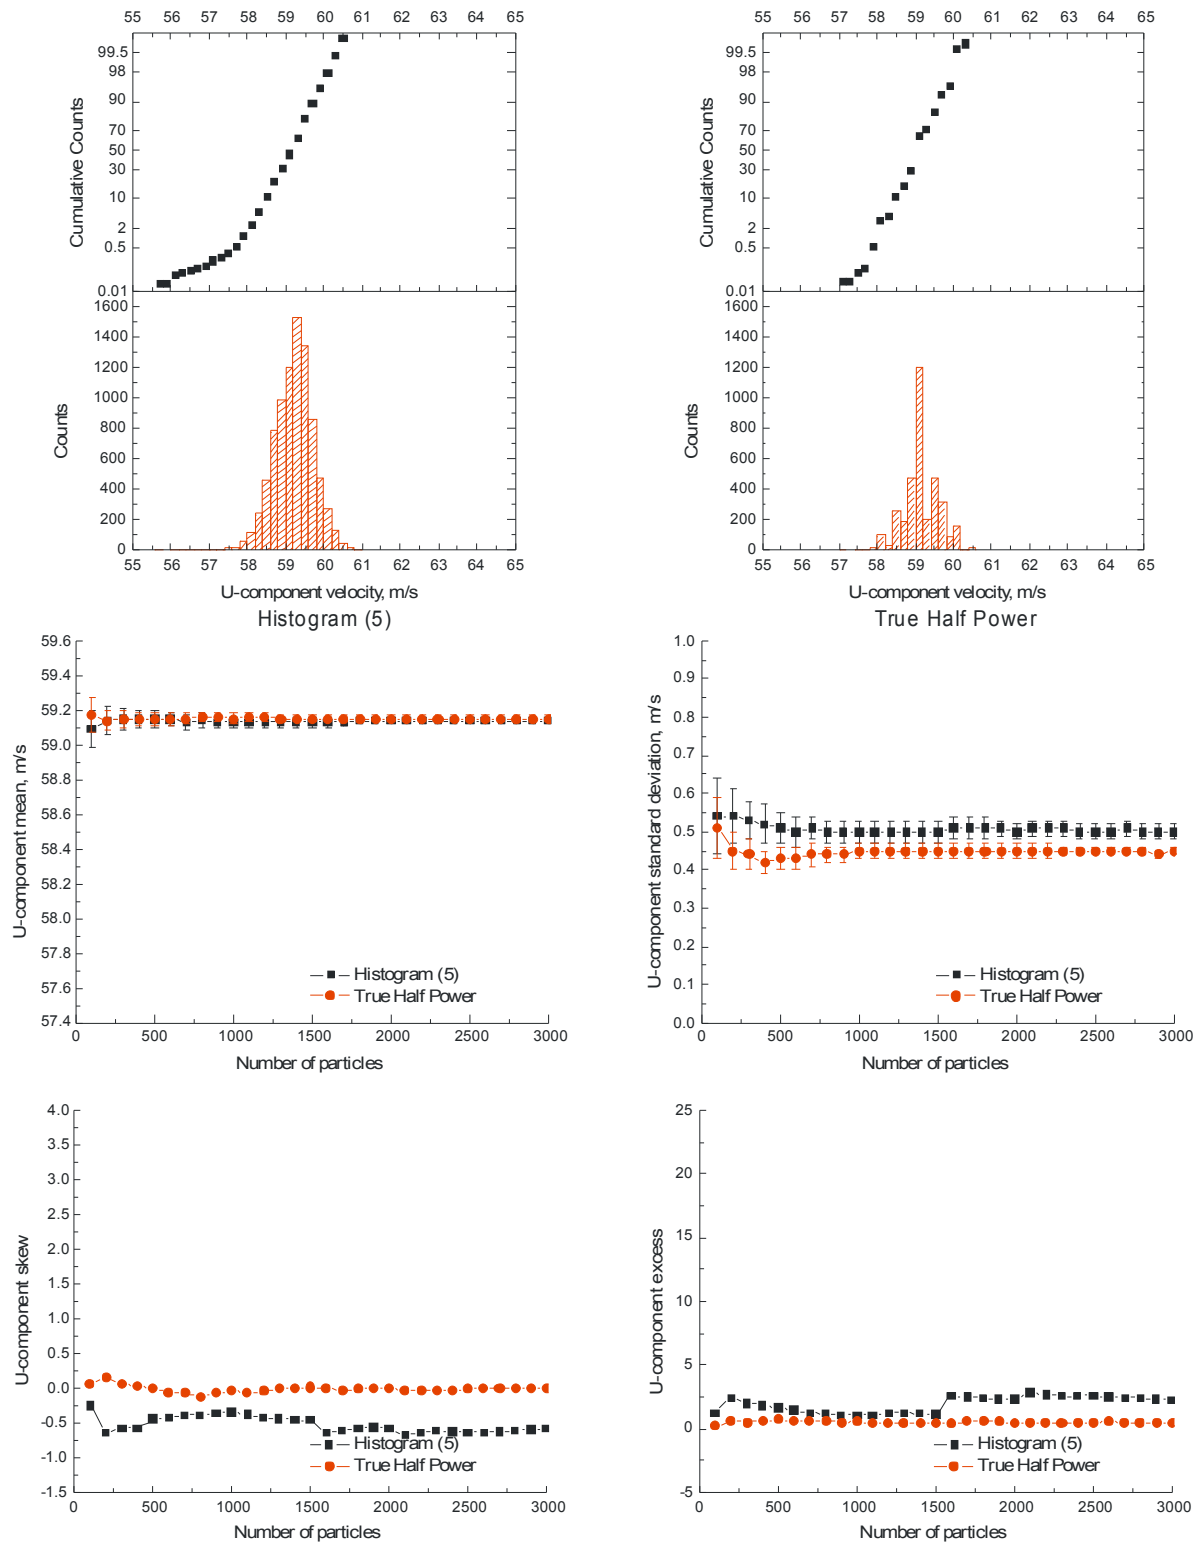 55 56 57 58 59 60 61 62 63 64 65
99.5
98
90
70
50
30
10
2
0.5
0.01
Cumulative Counts
1600
1400
1200
1000
800
600
400
200
0
Counts
55 56 57 58 59 60 61 62 63 64 65
U-component velocity, m/s
Histogram (5)
55 56 57 58 59 60 61 62 63 64 65
99.5
98
90
70
50
30
10
2
0.5
0.01
Cumulative Counts
1600
1400
1200
1000
800
600
400
200
0
Counts
55 56 57 58 59 60 61 62 63 64 65
U-component velocity, m/s
True Half Power
59.6
59.4
59.2
59.0
58.8
58.6
58.4
58.2
58.0
57.8
57.6
57.4
U-component mean, m/s
Histogram (5)
True Half Power
0 500 1000 1500 2000 2500 3000
Number of particles
1.0
0.9
0.8
0.7
0.6
0.5
0.4
0.3
0.2
0.1
0.0
U-component standard deviation, m/s
Histogram (5)
True Half Power
0 500 1000 1500 2000 2500 3000
Number of particles
4.0
3.5
3.0
2.5
2.0
1.5
1.0
0.5
0.0
-0.5
-1.0
-1.5
U-component skew
Histogram (5)
True Half Power
0 500 1000 1500 2000 2500 3000
Number of particles
25
20
15
10
5
0
-5
U-component excess
Histogram (5)
True Half Power
0 500 1000 1500 2000 2500 3000
Number of particles